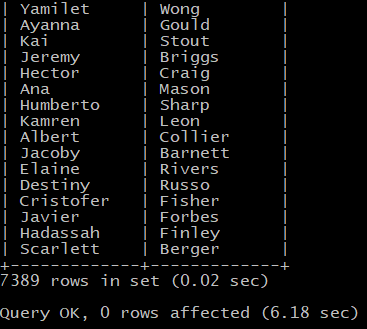 | Yamilet | Wong |
| Ayanna | Gould |
| Kai | Stout |
| Jeremy | Briggs |
| Hector | Craig |
| Ana | Mason |
| Humberto | Sharp |
| Kamren | Leon |
| Albert | Collier |
| Jacoby | Barnett |
| Elaine | Rivers |
| Destiny | Russo |
| Cristofer | Fisher |
| Javier | Forbes |
| Hadassah | Finley |
| Scarlett | Berger |
+-------------+-------------+
7389 rows in set (0.02 sec)
Query OK, 0 rows affected (6.18 sec)